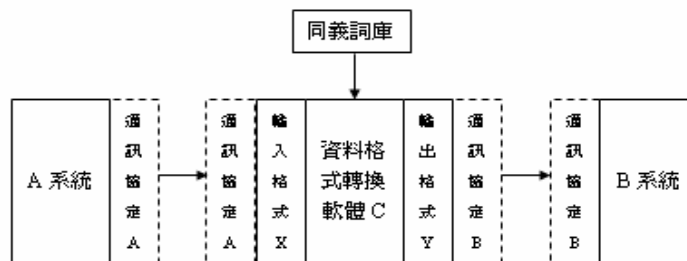 同義詞庫
A 系統
通訊協定A
通訊協定A
輸入格式X
資料格
式轉換
軟體 C
輸出格式Y
通訊協定B
通訊協定B
B 系統